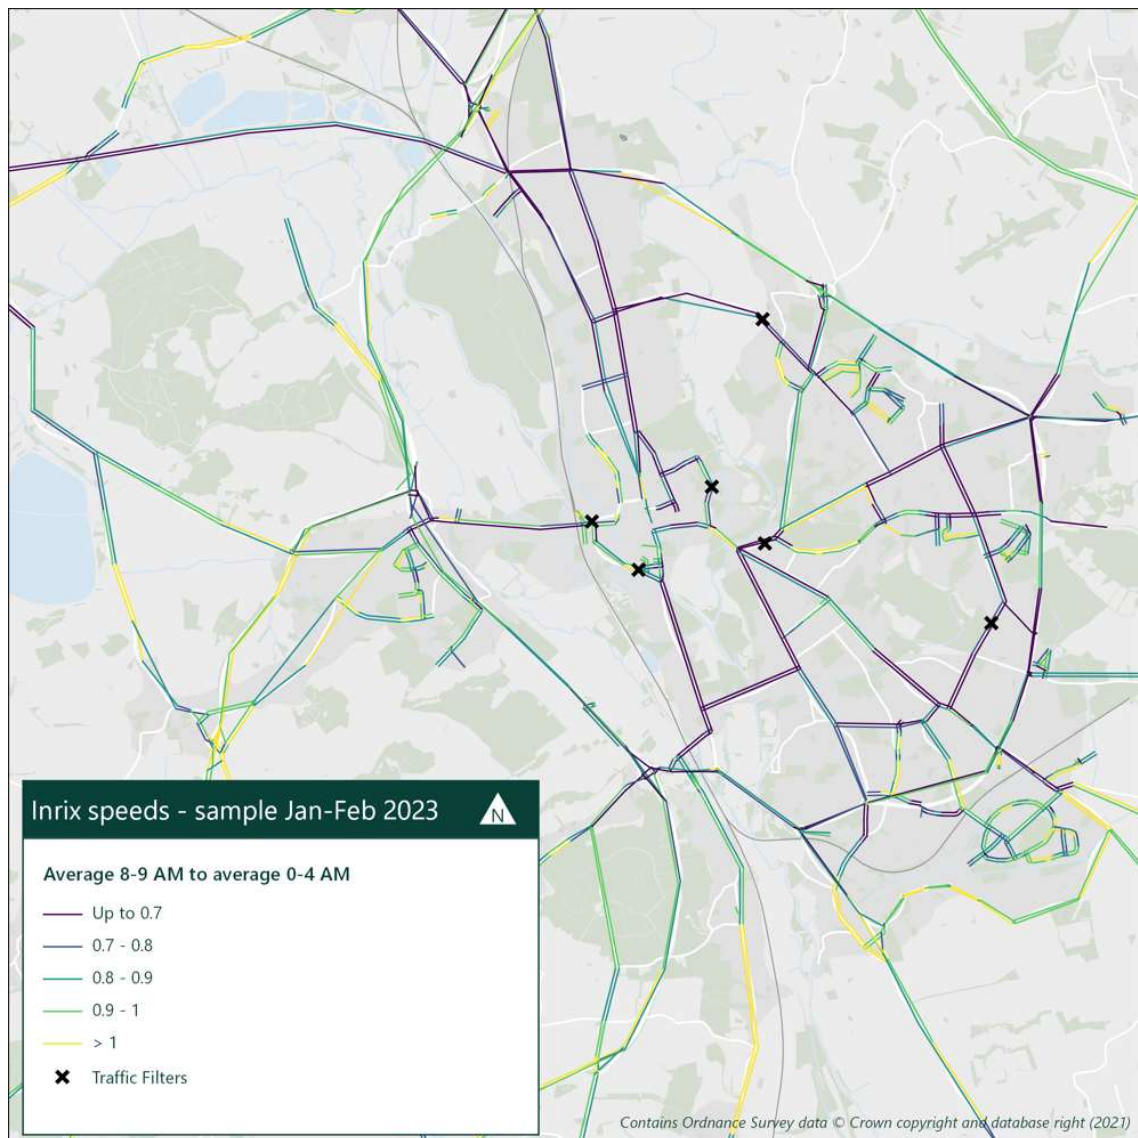 Inrix speeds - sample Jan-Feb 2023
N
Average 8-9 AM to average 0-4 AM
Up to 0.7
0.7 - 0.8
0.8 - 0.9
0.9 - 1
> 1
Traffic Filters
Contains Ordnance Survey data © Crown copyright and database right (2021)